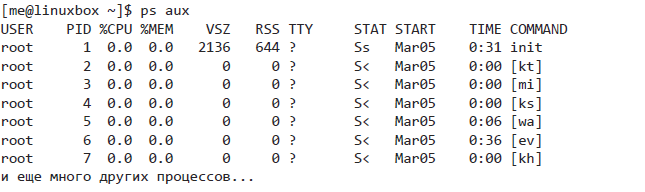 [me@linuxbox ~]$ ps aux
USER PID %CPU %MEM VSZ RSS TTY STAT START TIME COMMAND
root 1 0.0 0.0 2136 644 ? Ss Mar05 0:31 init
root 2 0.0 0.0 0 0 ? S< Mar05 0:00 [kt]
root 3 0.0 0.0 0 0 ? S< Mar05 0:00 [mi]
root 4 0.0 0.0 0 0 ? S< Mar05 0:00 [ks]
root 5 0.0 0.0 0 0 ? S< Mar05 0:06 [wa]
root 6 0.0 0.0 0 0 ? S< Mar05 0:36 [ev]
root 7 0.0 0.0 0 0 ? S< Mar05 0:00 [kh]
и еще много других процессов...